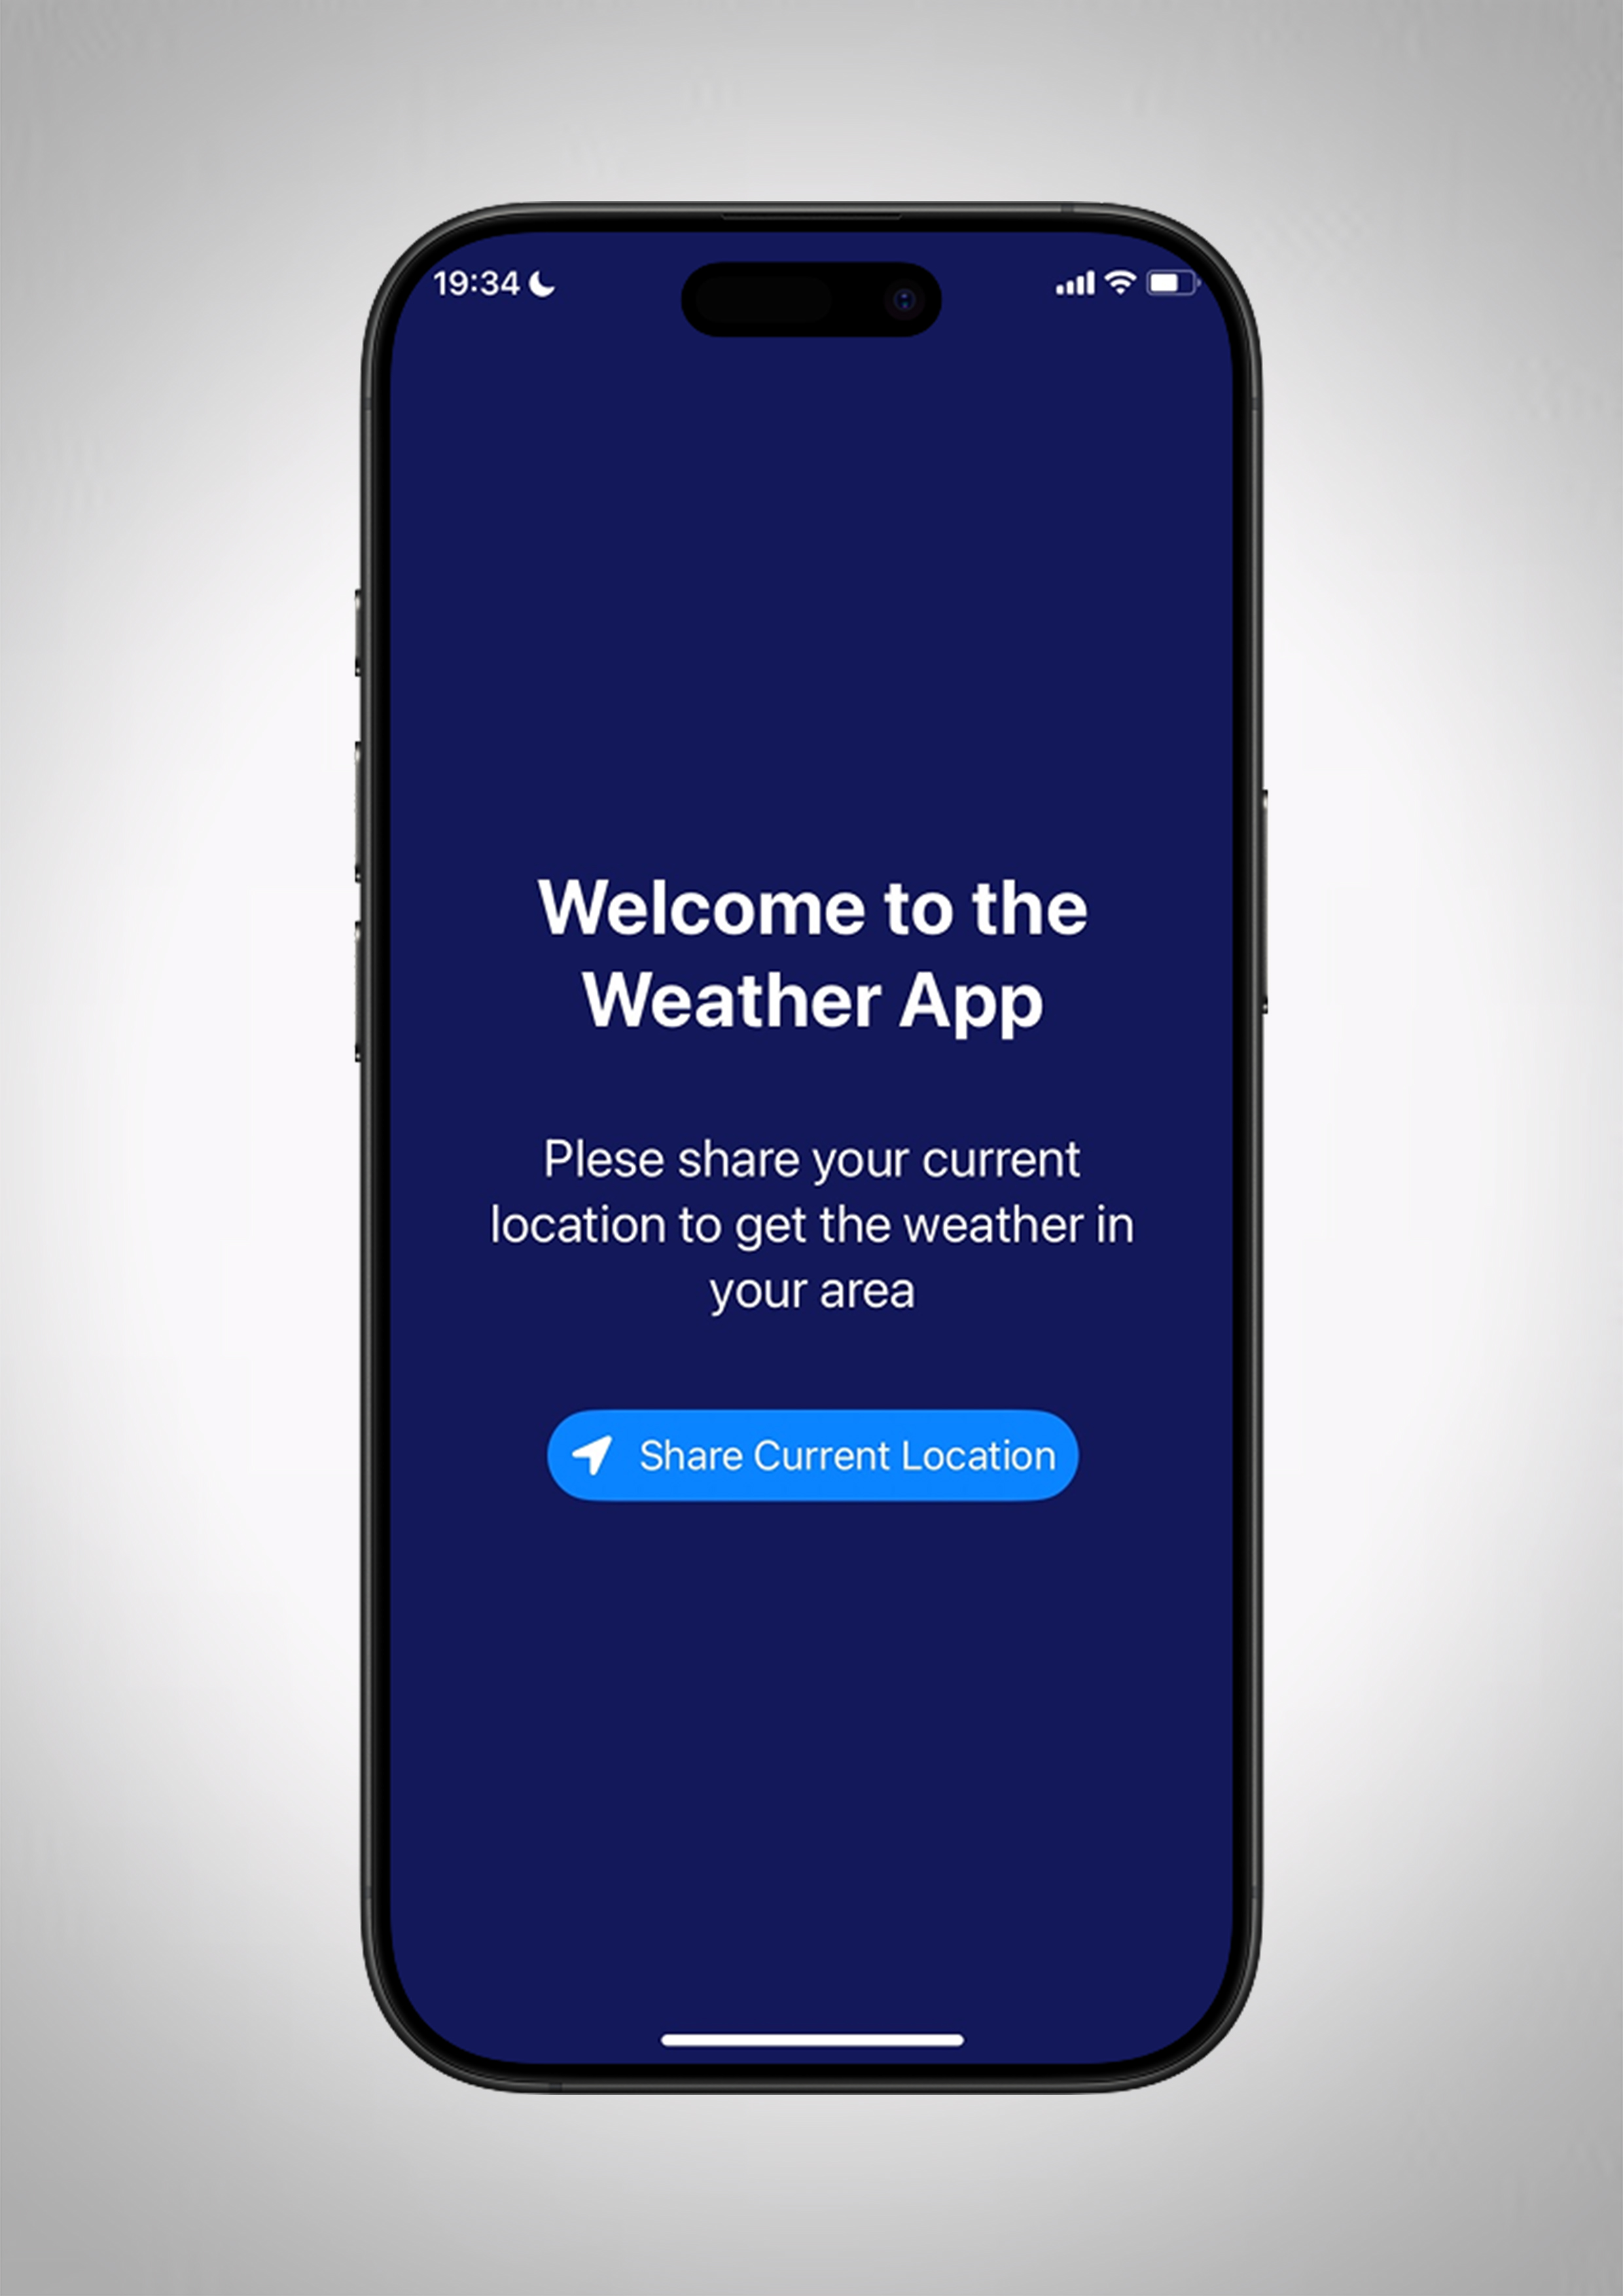 19:34
Welcome to the
Weather App
Plese share your current
location to get the weather in
your area
Share Current Location